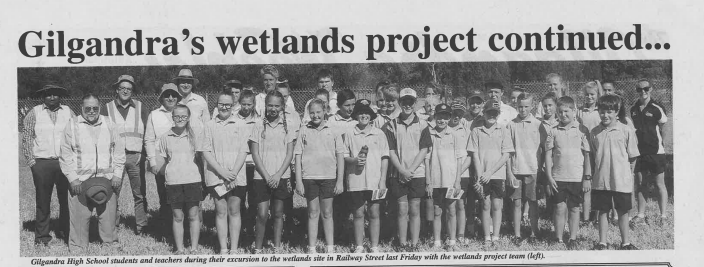 Gilgandra's wetlands project continued...
Gilgandra High School students and teachers during their excursion to the wetlands site in Railway Street last Friday with the wetlands project team (left).